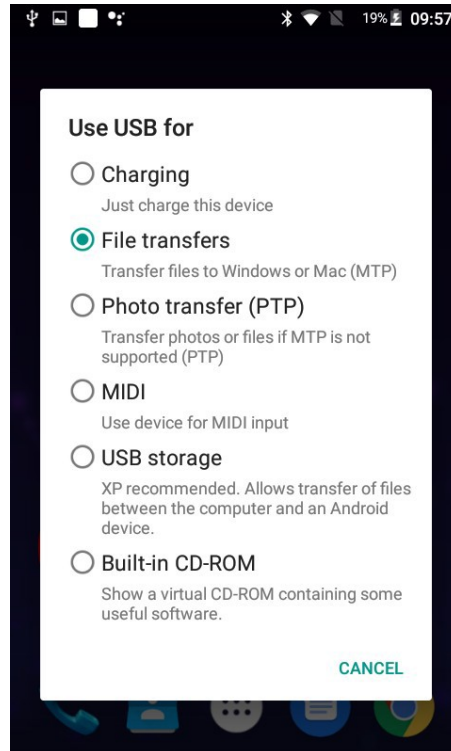 19% 09:57
Use USB for
Charging
Just charge this device
File transfers
Transfer files to Windows or Mac (MTP)
Photo transfer (PTP)
Transfer photos or files if MTP is not
supported (PTP)
MIDI
Use device for MIDI input
USB storage
XP recommended. Allows transfer of files
between the computer and an Android
device.
Built-in CD-ROM
Show a virtual CD-ROM containing some
useful software.
CANCEL